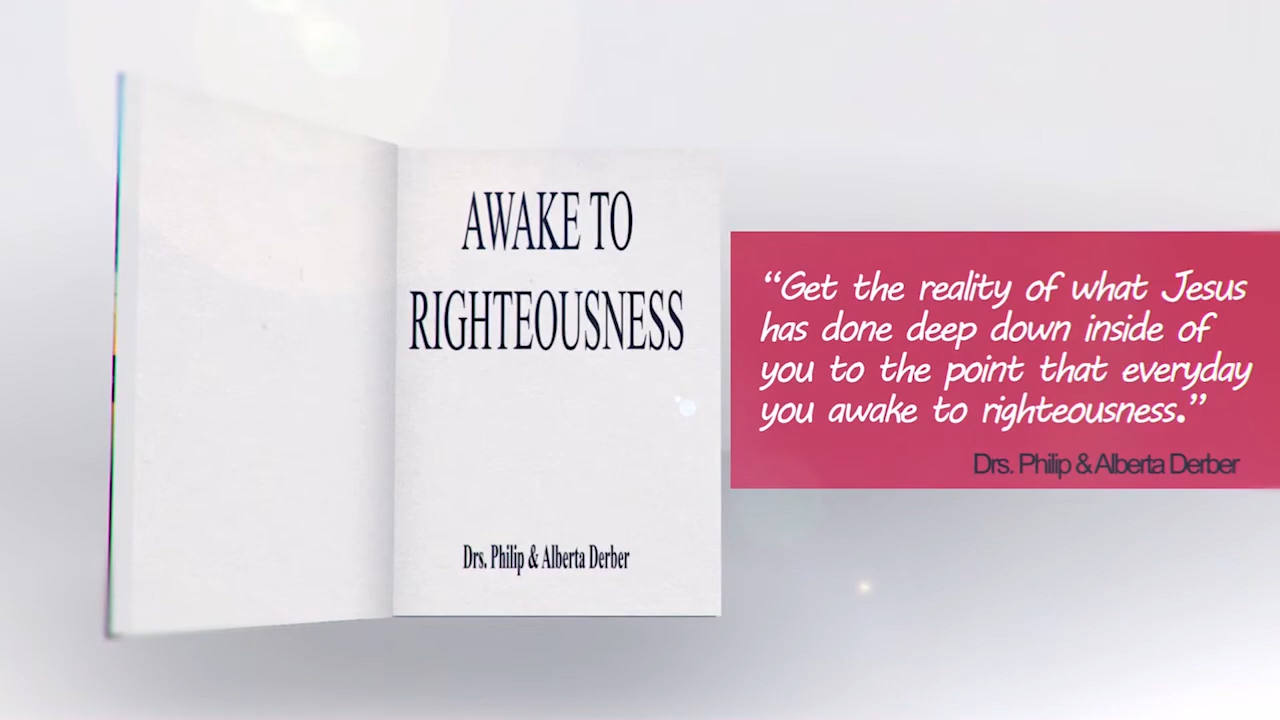 AWAKE TO
RIGHTEOUSNESS
Drs. Philip & Alberta Derber
“Get the reality of what Jesus
has done deep down inside of
you to the point that everyday
you awake to righteousness.”
Drs. Philip & Alberta Derber